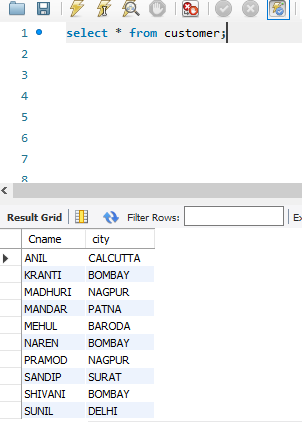 1 select * from customer;
2
3
4
5
6
7
8
Result Grid Filter Rows:
Cname city
ANIL CALCUTTA
KRANTI BOMBAY
MADHURI NAGPUR
MANDAR PATNA
MEHUL BARODA
NAREN BOMBAY
PRAMOD NAGPUR
SANDIP SURAT
SHIVANI BOMBAY
SUNIL DELHI